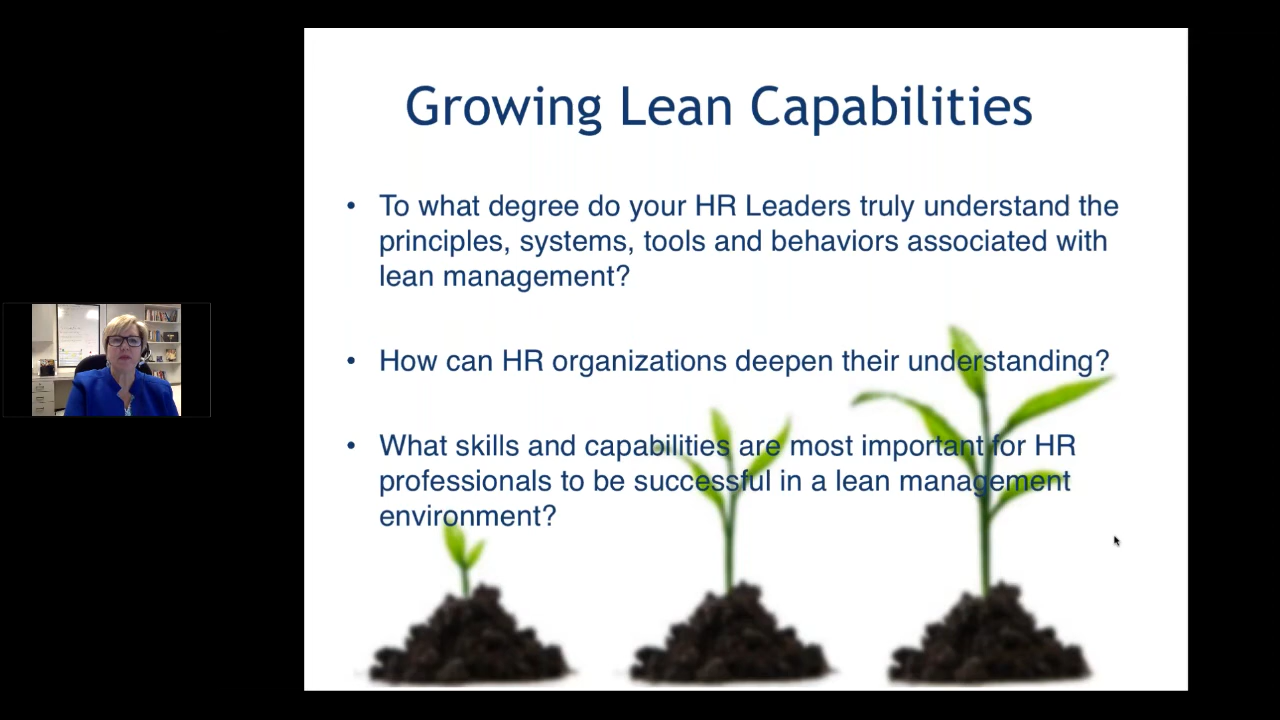 Growing Lean Capabilities
• To what degree do your HR Leaders truly understand the
principles, systems, tools and behaviors associated with
lean management?
• How can HR organizations deepen their understanding?
• What skills and capabilities are most important for HR
professionals to be successful in a lean management
environment?